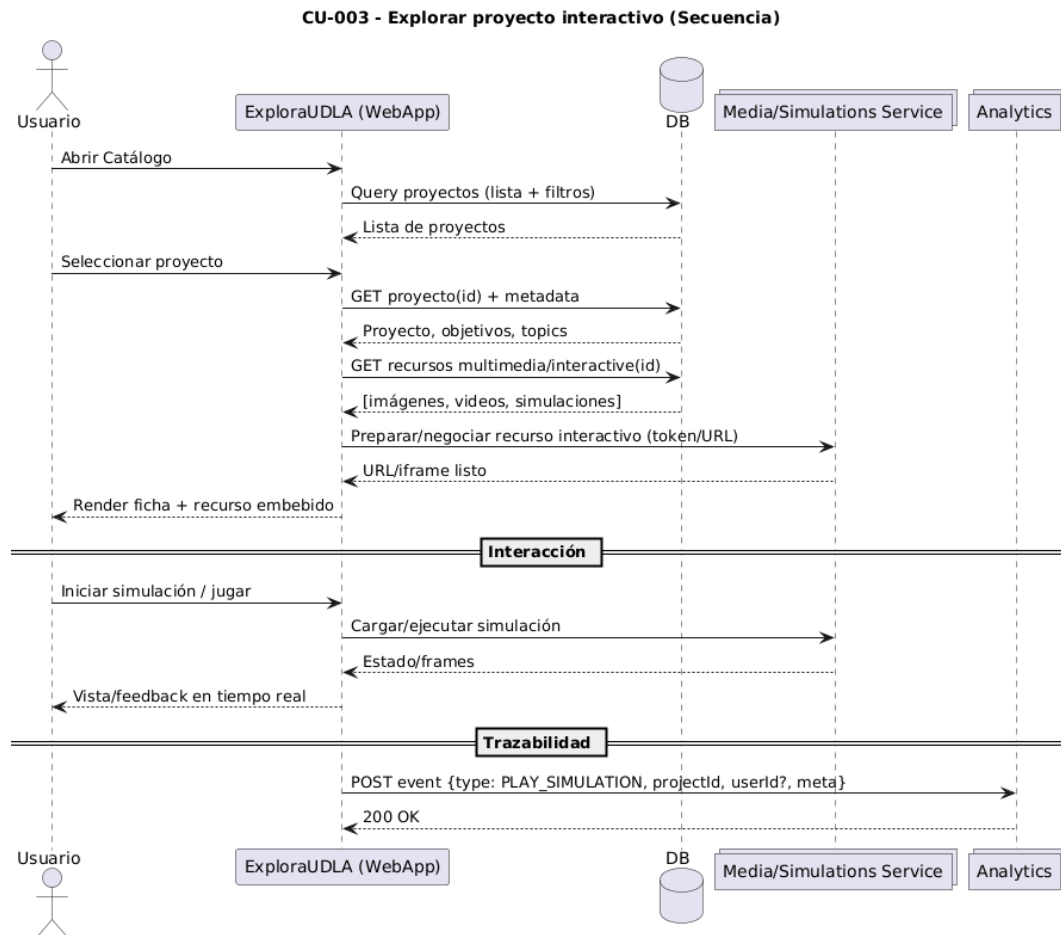 CU-003 - Explorar proyecto interactivo (Secuencia)
Usuario
ExploraUDLA (WebApp)
DB
Media/Simulations Service
Analytics
Abrir Catálogo
Query proyectos (lista + filtros)
Lista de proyectos
Seleccionar proyecto
GET proyecto(id) + metadata
Proyecto, objetivos, topics
GET recursos multimedia/interactive(id)
[imágenes, videos, simulaciones]
Preparar/negociar recurso interactivo (token/URL)
URL/iframe listo
Render ficha + recurso embebido
Interacción
Iniciar simulación / jugar
Cargar/ejecutar simulación
Estado/frames
Vista/feedback en tiempo real
Trazabilidad
POST event {type: PLAY_SIMULATION, projectId, userId?, meta}
200 OK
Usuario
ExploraUDLA (WebApp)
DB
Media/Simulations Service
Analytics